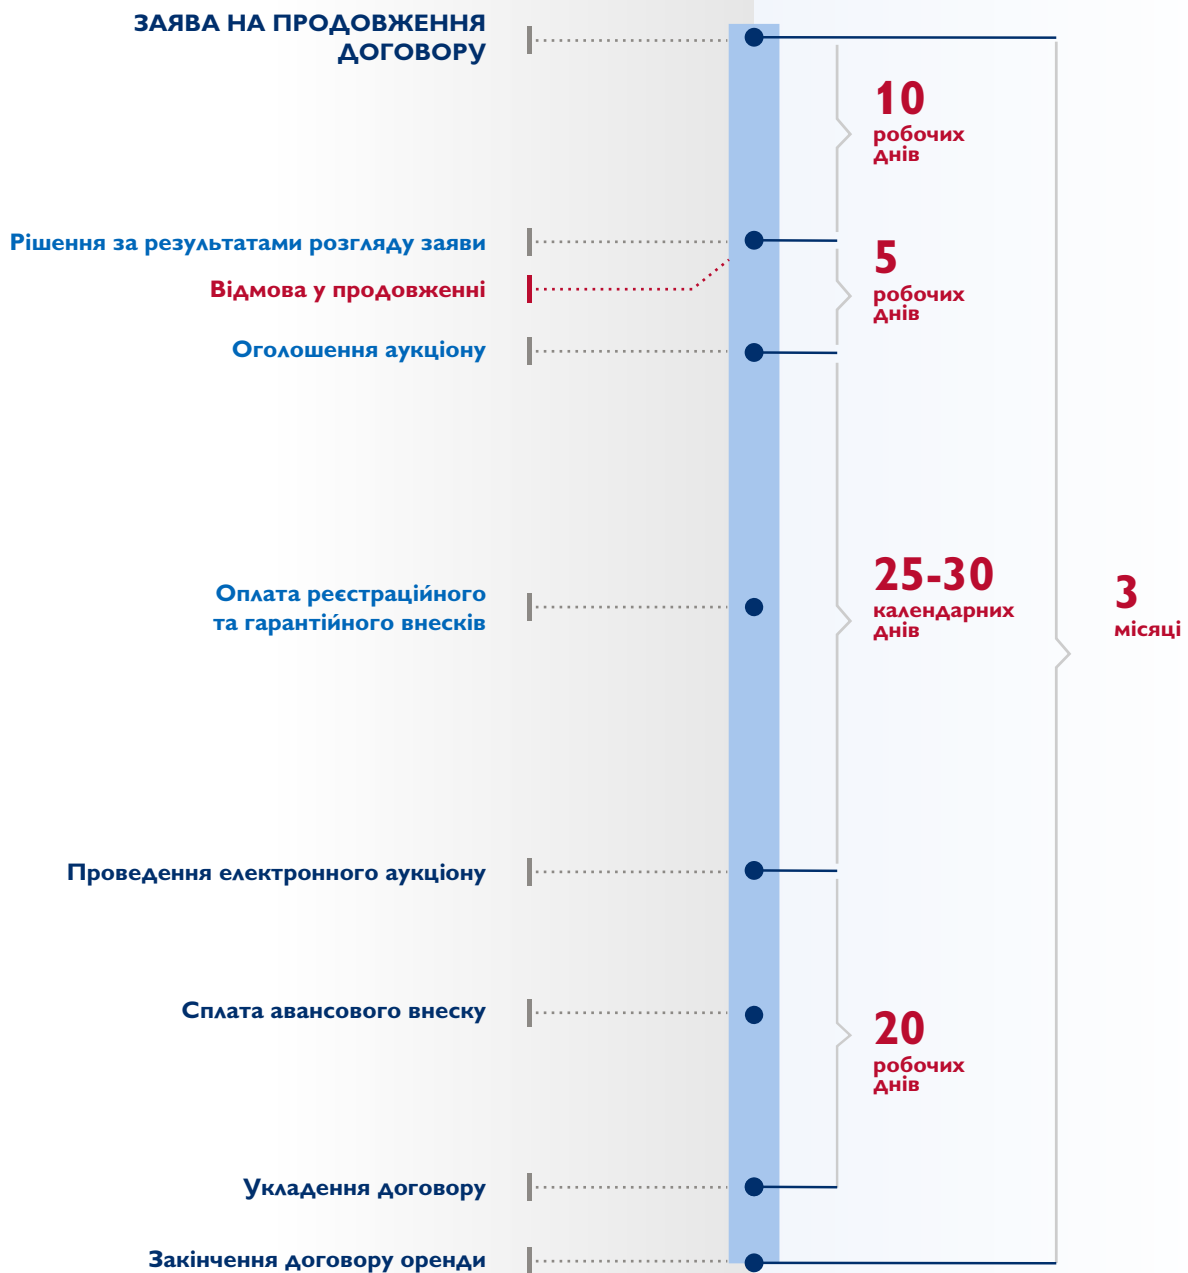 ЗАЯВА НА ПРОДОВЖЕННЯ
ДОГОВОРУ
10
робочих
днів
Рішення за результатами розгляду заяви
Відмова у продовженні
5
робочих
днів
Оголошення аукціону
Оплата реєстраційного
та гарантійного внесків
25-30
календарних
днів
3
місяці
Проведення електронного аукціону
Сплата авансового внеску
20
робочих
днів
Укладення договору
Закінчення договору оренди